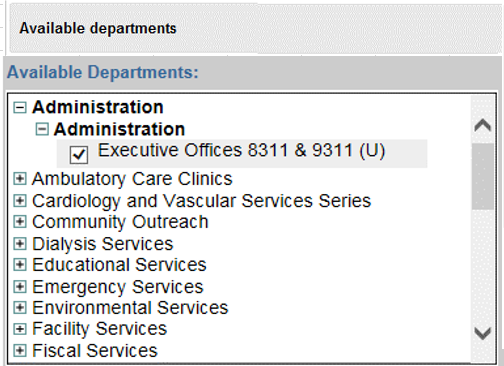 Available departments
Available Departments:
Administration
Administration
Executive Offices 8311 & 9311 (U)
Ambulatory Care Clinics
Cardiology and Vascular Services Series
Community Outreach
Dialysis Services
Educational Services
Emergency Services
Environmental Services
Facility Services
Fiscal Services